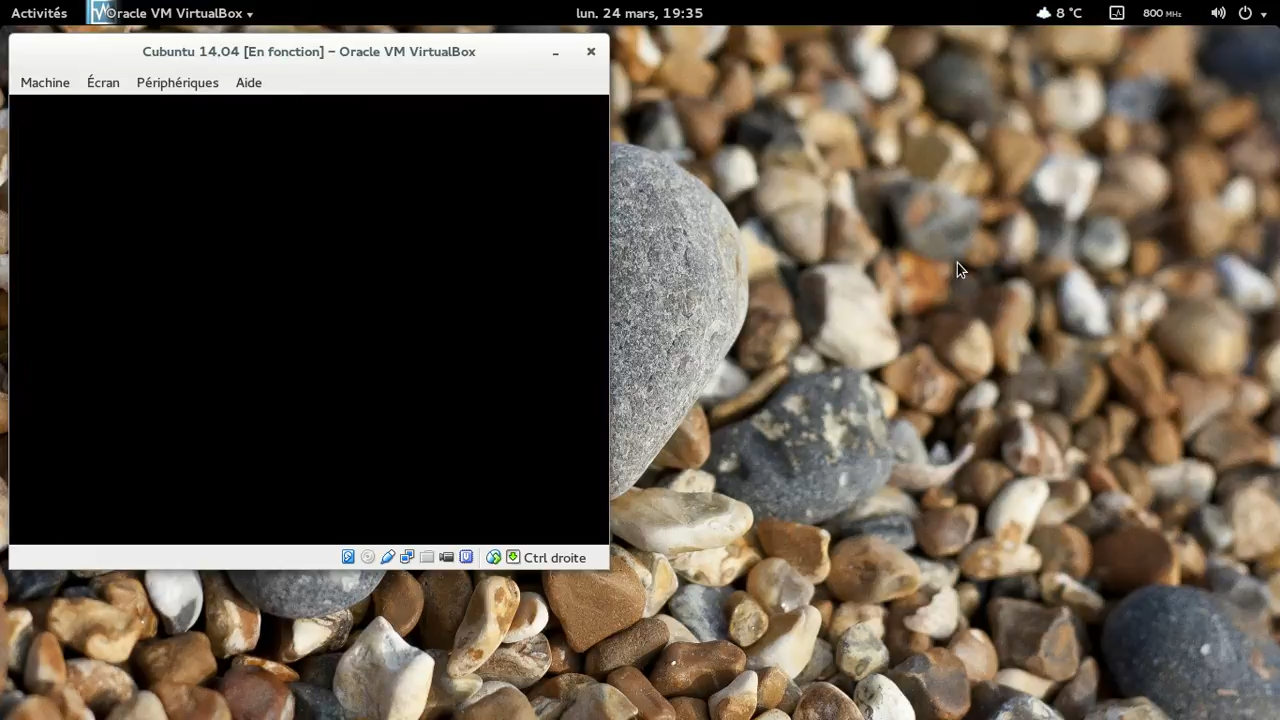 Activités
Oracle VM VirtualBox
lun. 24 mars, 19:35
8 °C
800 MHz
Cubuntu 14.04 [En fonction] – Oracle VM VirtualBox
Machine Écran Périphériques Aide
Ctrl droite